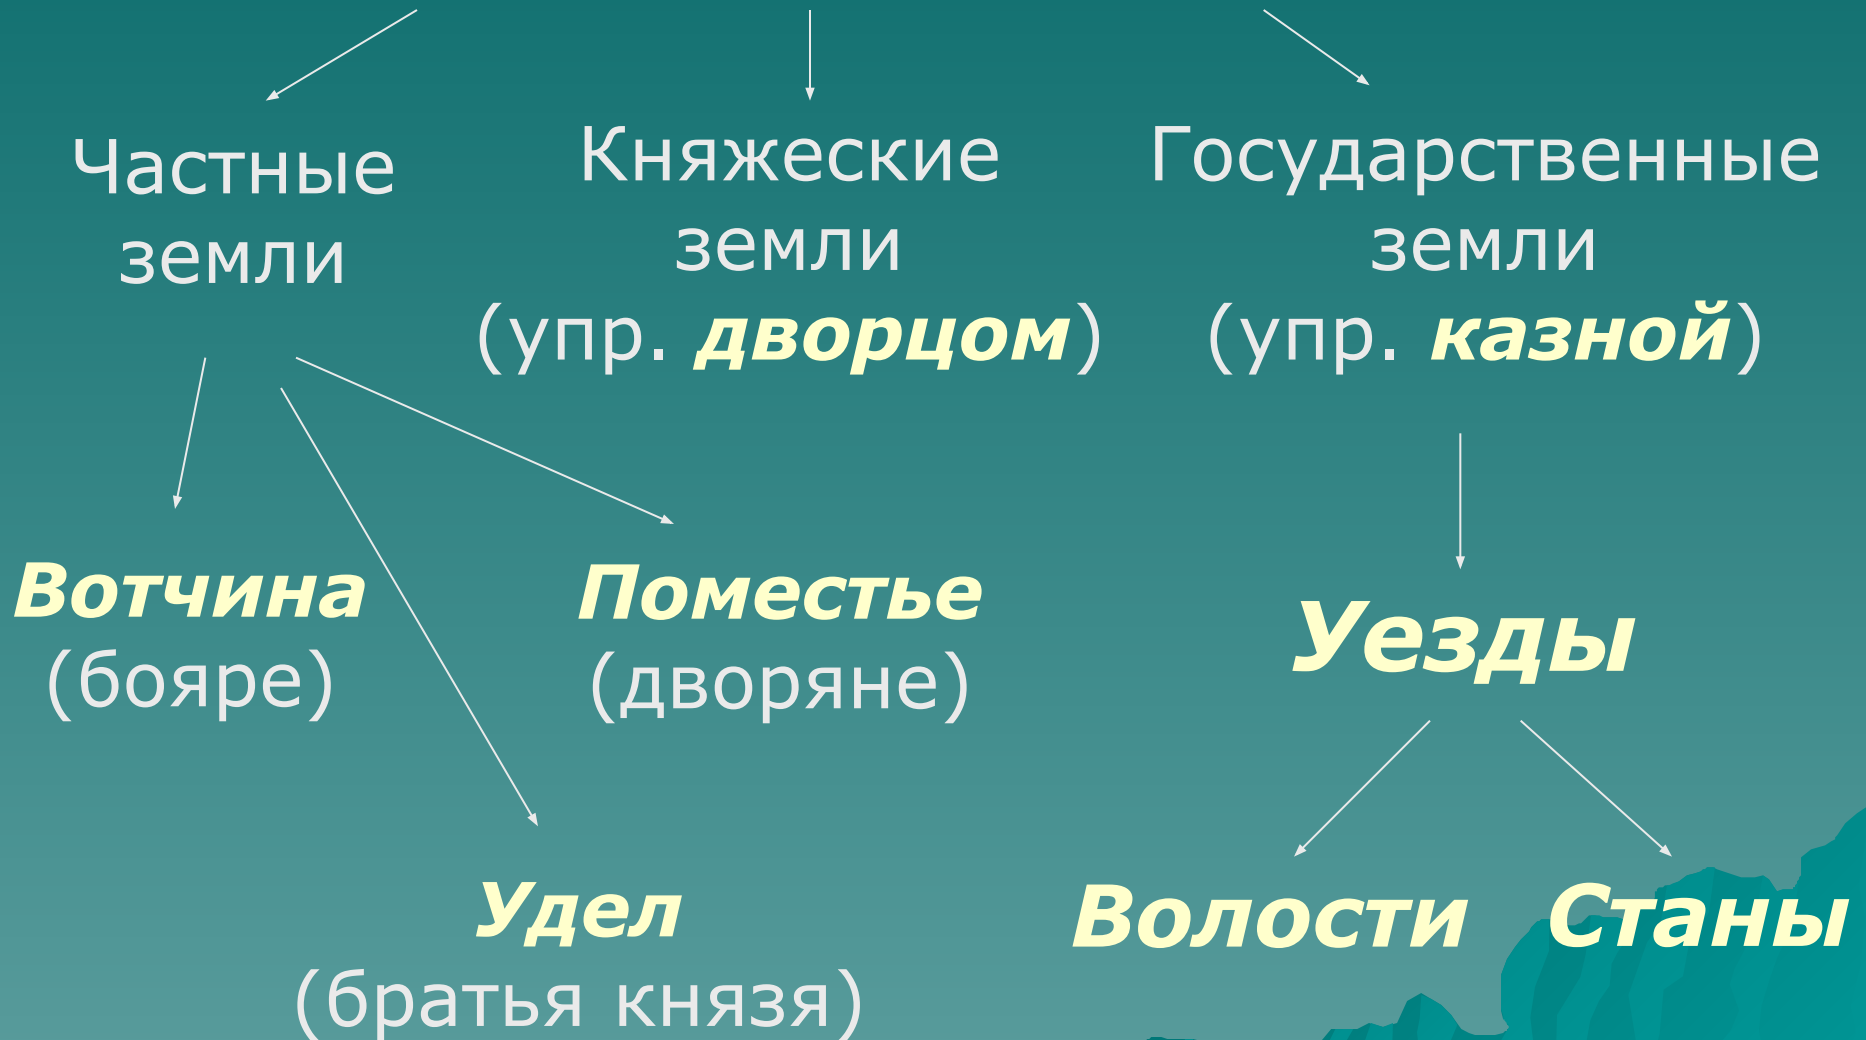 Частные
земли
Княжеские
земли
(упр. дворцом)
Государственные
земли
(упр. казной)
Вотчина
(бояре)
Поместье
(дворяне)
Уезды
Удел
(братья князя)
Волости
Станы